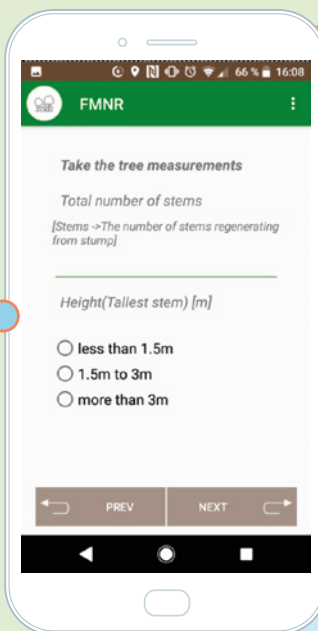 66 % 16:08
FMNR
Take the tree measurements
Total number of stems
[Stems ->The number of stems regenerating
from stump]
Height(Tallest stem) [m]
less than 1.5m
1.5m to 3m
more than 3m
PREV NEXT